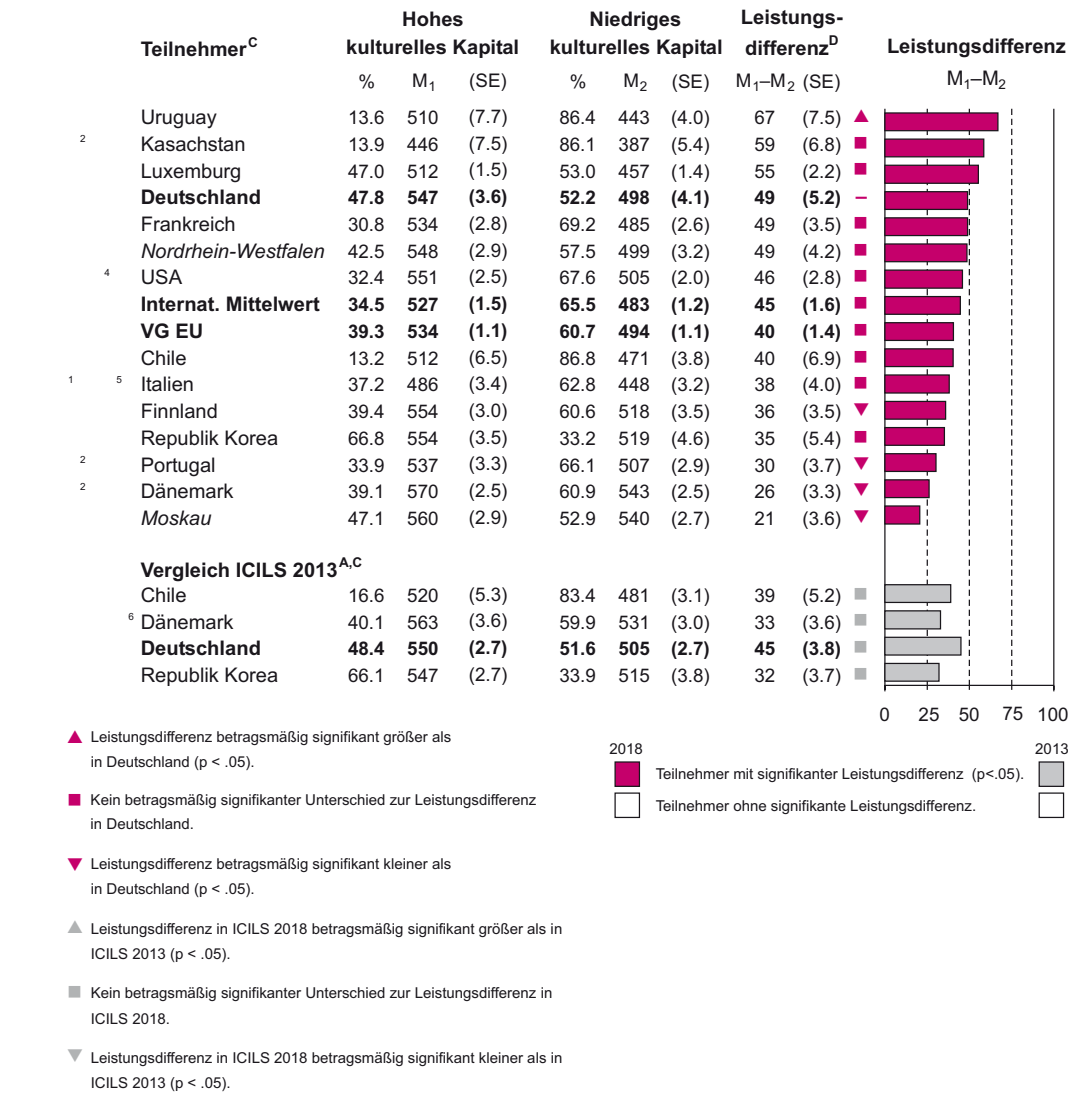 Hohes Niedriges Leistungs-
Teilnehmer^C kulturelles Kapital kulturelles Kapital differenz^D Leistungsdifferenz
% M1 (SE) % M2 (SE) M1–M2 (SE) M1–M2
Uruguay 13.6 510 (7.7) 86.4 443 (4.0) 67 (7.5) ▲
2 Kasachstan 13.9 446 (7.5) 86.1 387 (5.4) 59 (6.8) ■
Luxemburg 47.0 512 (1.5) 53.0 457 (1.4) 55 (2.2) ■
Deutschland 47.8 547 (3.6) 52.2 498 (4.1) 49 (5.2) –
Frankreich 30.8 534 (2.8) 69.2 485 (2.6) 49 (3.5) ■
Nordrhein-Westfalen 42.5 548 (2.9) 57.5 499 (3.2) 49 (4.2) ■
4 USA 32.4 551 (2.5) 67.6 505 (2.0) 46 (2.8) ■
Internat. Mittelwert 34.5 527 (1.5) 65.5 483 (1.2) 45 (1.6) ■
VG EU 39.3 534 (1.1) 60.7 494 (1.1) 40 (1.4) ■
Chile 13.2 512 (6.5) 86.8 471 (3.8) 40 (6.9) ■
1 5 Italien 37.2 486 (3.4) 62.8 448 (3.2) 38 (4.0) ■
Finnland 39.4 554 (3.0) 60.6 518 (3.5) 36 (3.5) ▼
Republik Korea 66.8 554 (3.5) 33.2 519 (4.6) 35 (5.4) ■
2 Portugal 33.9 537 (3.3) 66.1 507 (2.9) 30 (3.7) ▼
2 Dänemark 39.1 570 (2.5) 60.9 543 (2.5) 26 (3.3) ▼
Moskau 47.1 560 (2.9) 52.9 540 (2.7) 21 (3.6) ▼
Vergleich ICILS 2013^A,C
Chile 16.6 520 (5.3) 83.4 481 (3.1) 39 (5.2) ■
6 Dänemark 40.1 563 (3.6) 59.9 531 (3.0) 33 (3.6) ■
Deutschland 48.4 550 (2.7) 51.6 505 (2.7) 45 (3.8) ■
Republik Korea 66.1 547 (2.7) 33.9 515 (3.8) 32 (3.7) ■
0 25 50 75 100
▲ Leistungsdifferenz betragsmäßig signifikant größer als
in Deutschland (p < .05).
■ Kein betragsmäßig signifikanter Unterschied zur Leistungsdifferenz
in Deutschland.
▼ Leistungsdifferenz betragsmäßig signifikant kleiner als
in Deutschland (p < .05).
▲ Leistungsdifferenz in ICILS 2018 betragsmäßig signifikant größer als in
ICILS 2013 (p < .05).
■ Kein betragsmäßig signifikanter Unterschied zur Leistungsdifferenz in
ICILS 2018.
▼ Leistungsdifferenz in ICILS 2018 betragsmäßig signifikant kleiner als in
ICILS 2013 (p < .05).
2018 2013
Teilnehmer mit signifikanter Leistungsdifferenz (p<.05).
Teilnehmer ohne signifikante Leistungsdifferenz.